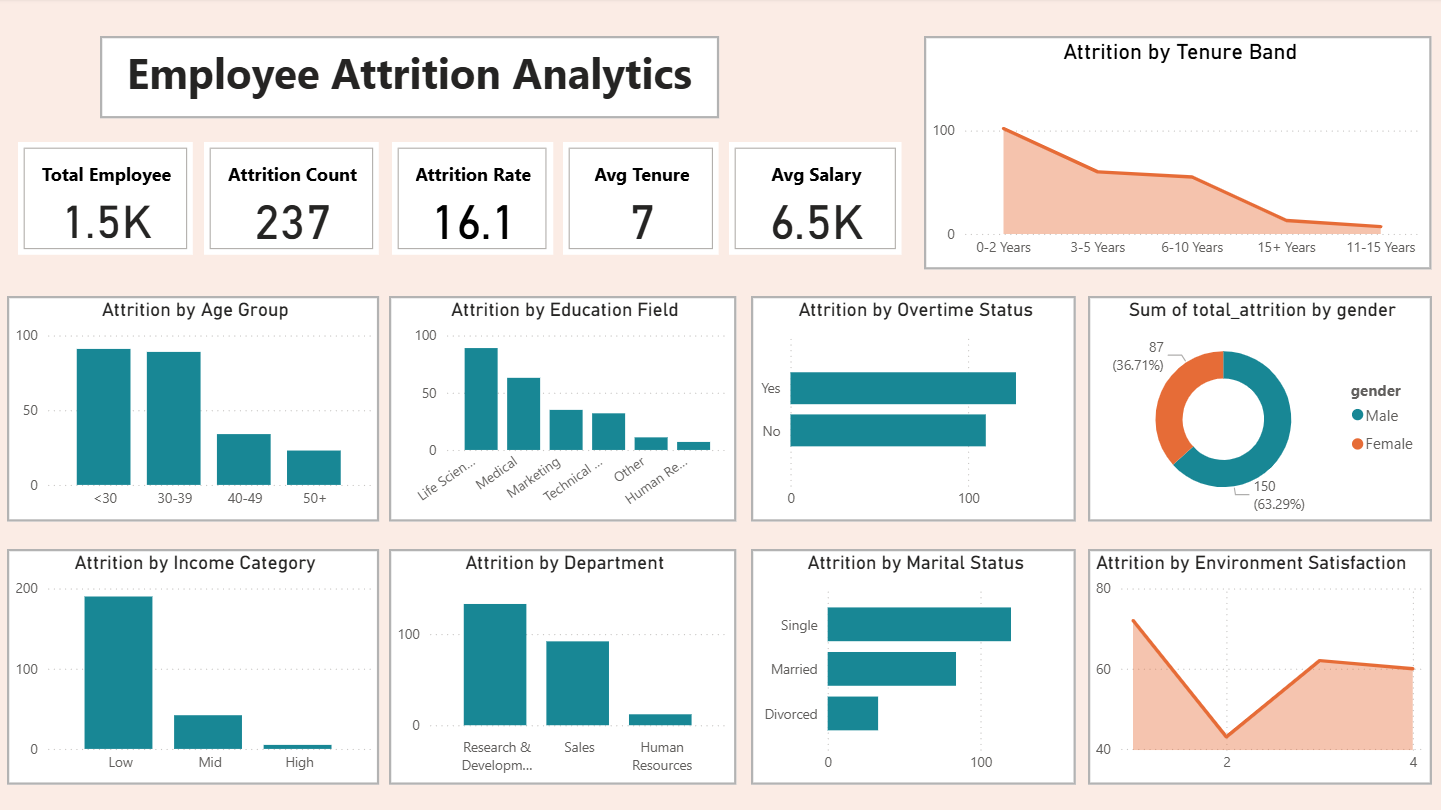 Employee Attrition Analytics
Total Employee
1.5K
Attrition Count
237
Attrition Rate
16.1
Avg Tenure
7
Avg Salary
6.5K
Attrition by Tenure Band
100
0
0-2 Years
3-5 Years
6-10 Years
15+ Years
11-15 Years
Attrition by Age Group
100
50
0
<30
30-39
40-49
50+
Attrition by Education Field
100
50
0
Life Scien...
Medical
Marketing
Technical ...
Other
Human Re...
Attrition by Overtime Status
Yes
No
0
100
Sum of total_attrition by gender
87
(36.71%)
150
(63.29%)
gender
Male
Female
Attrition by Income Category
200
100
0
Low
Mid
High
Attrition by Department
100
0
Research &
Developm...
Sales
Human
Resources
Attrition by Marital Status
Single
Married
Divorced
0
100
Attrition by Environment Satisfaction
80
60
40
2
4